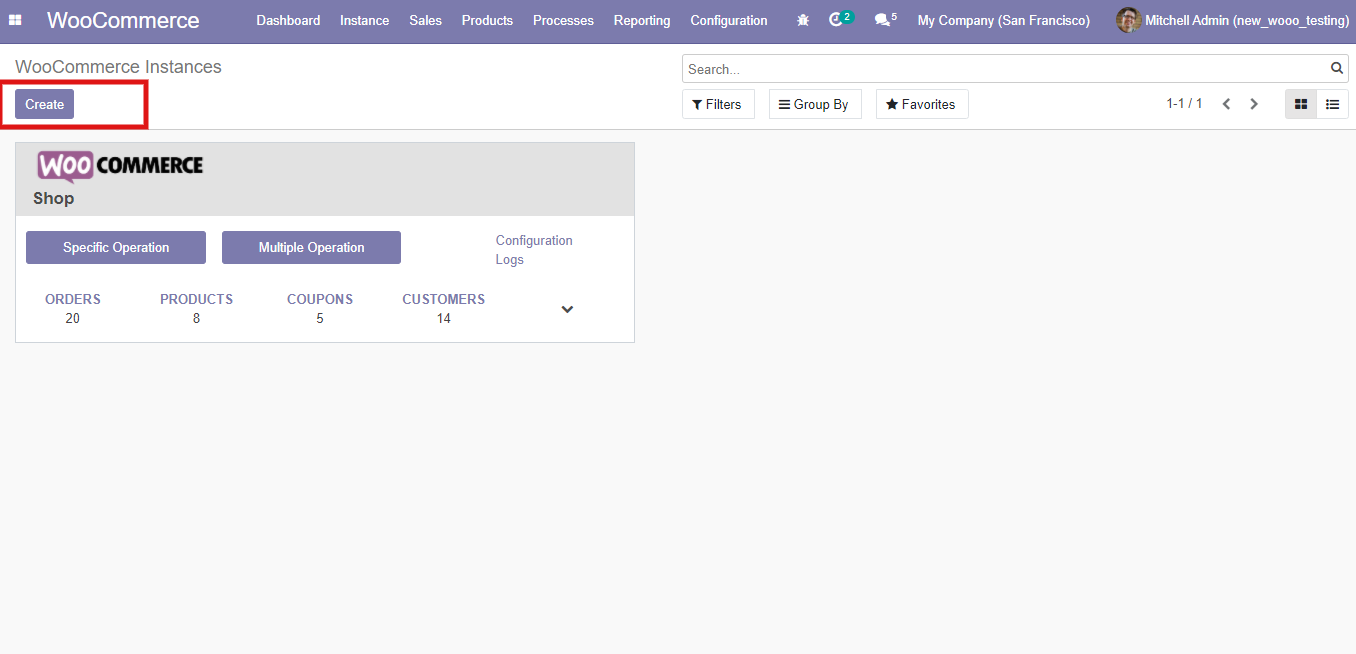 WooCommerce Dashboard Instance Sales Products Processes Reporting Configuration 2 5 My Company (San Francisco) Mitchell Admin (new_wooo_testing)
WooCommerce Instances
Search...
Create
Filters Group By Favorites 1-1 / 1
WOO COMMERCE
Shop
Specific Operation Multiple Operation Configuration
Logs
ORDERS PRODUCTS COUPONS CUSTOMERS
20 8 5 14